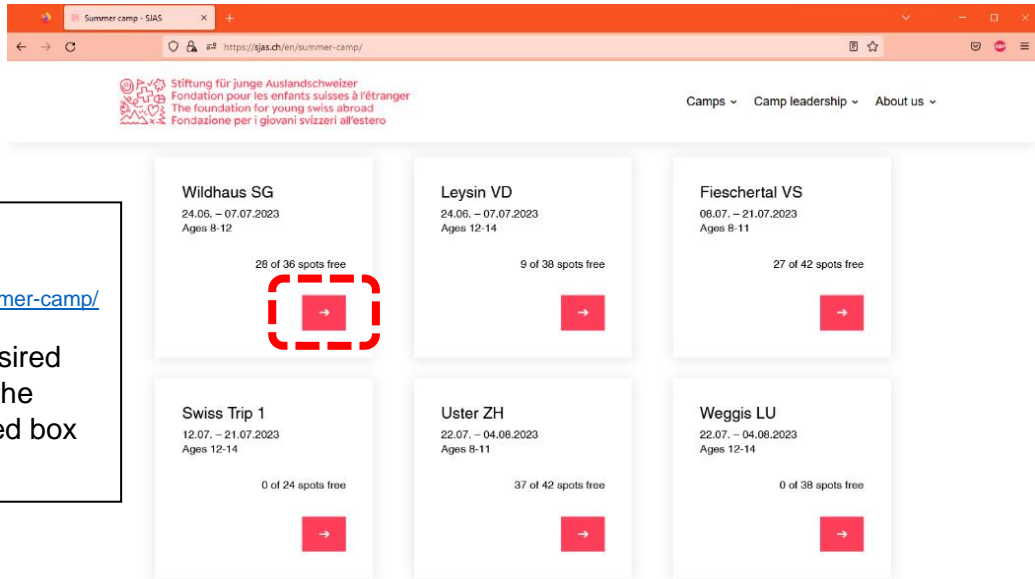 Summer camp - SJAS
https://sjas.ch/en/summer-camp/
Stiftung für junge Auslandschweizer
Fondation pour les enfants suisses à l'étranger
The foundation for young swiss abroad
Fondazione per i giovani svizzeri all'estero
Camps
Camp leadership
About us
mer-camp/
sired
he
ed box
Wildhaus SG
24.06. – 07.07.2023
Ages 8-12
28 of 36 spots free
Leysin VD
24.06. – 07.07.2023
Ages 12-14
9 of 38 spots free
Fieschertal VS
08.07. – 21.07.2023
Ages 8-11
27 of 42 spots free
Swiss Trip 1
12.07. – 21.07.2023
Ages 12-14
0 of 24 spots free
Uster ZH
22.07. – 04.08.2023
Ages 8-11
37 of 42 spots free
Weggis LU
22.07. – 04.08.2023
Ages 12-14
0 of 38 spots free